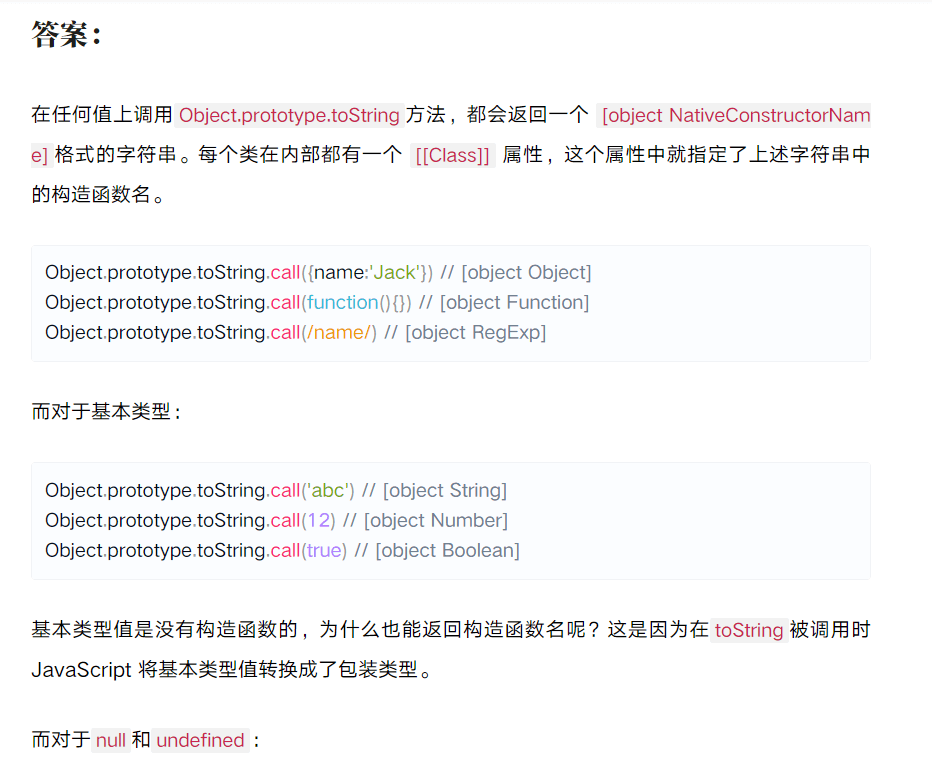 答案：
在任何值上调用 Object.prototype.toString 方法，都会返回一个 [object NativeConstructorNam
e] 格式的字符串。每个类在内部都有一个 [[Class]] 属性，这个属性中就指定了上述字符串中
的构造函数名。
Object.prototype.toString.call({name:'Jack'}) // [object Object]
Object.prototype.toString.call(function(){}) // [object Function]
Object.prototype.toString.call(/name/) // [object RegExp]
而对于基本类型：
Object.prototype.toString.call('abc') // [object String]
Object.prototype.toString.call(12) // [object Number]
Object.prototype.toString.call(true) // [object Boolean]
基本类型值是没有构造函数的，为什么也能返回构造函数名呢？这是因为在 toString 被调用时
JavaScript 将基本类型值转换成了包装类型。
而对于 null 和 undefined ：